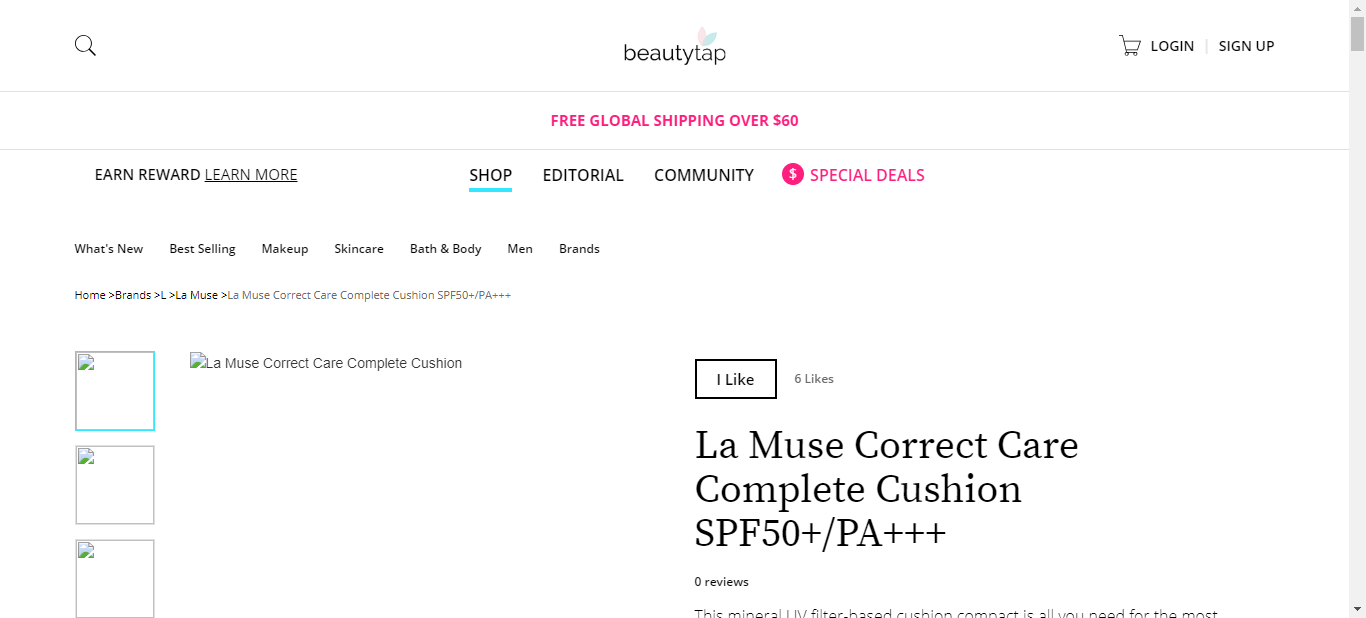 beautytap
LOGIN
SIGN UP
FREE GLOBAL SHIPPING OVER $60
EARN REWARD LEARN MORE
SHOP
EDITORIAL
COMMUNITY
$ SPECIAL DEALS
What's New
Best Selling
Makeup
Skincare
Bath & Body
Men
Brands
Home >Brands >L >La Muse >La Muse Correct Care Complete Cushion SPF50+/PA+++
La Muse Correct Care Complete Cushion
I Like
6 Likes
La Muse Correct Care
Complete Cushion
SPF50+/PA+++
0 reviews
This mineral UV filter-based cushion compact is all you need for the most